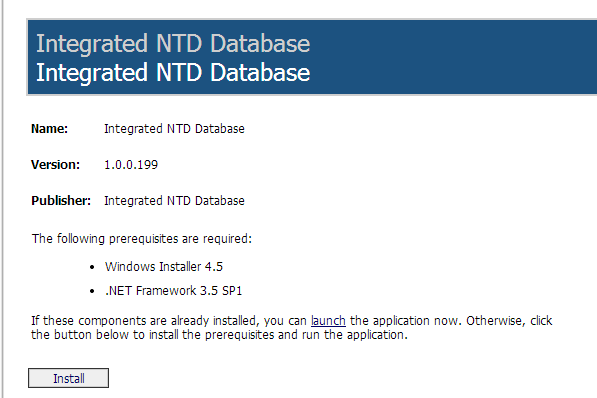 Integrated NTD Database
Integrated NTD Database
Name: Integrated NTD Database
Version: 1.0.0.199
Publisher: Integrated NTD Database
The following prerequisites are required:
• Windows Installer 4.5
• .NET Framework 3.5 SP1
If these components are already installed, you can launch the application now. Otherwise, click
the button below to install the prerequisites and run the application.
Install